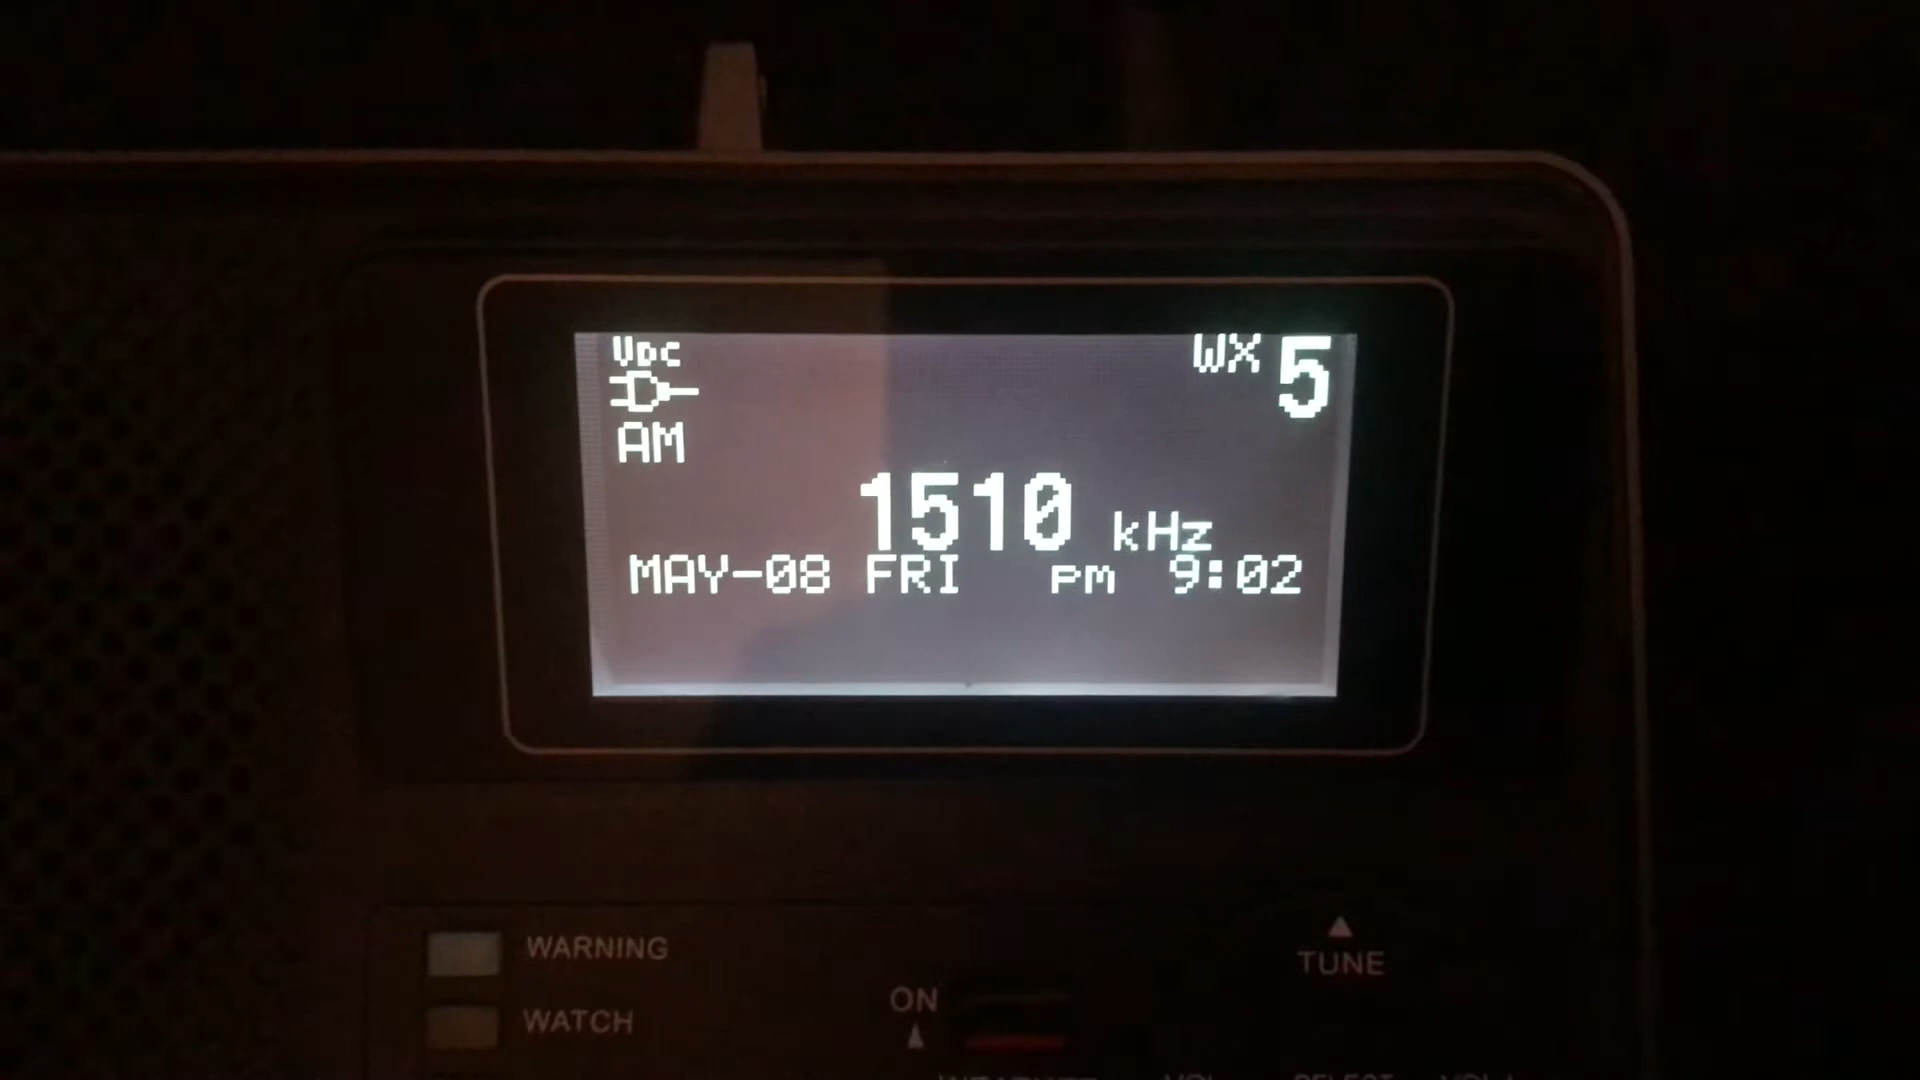 VDC
WX 5
AM
1510 kHz
MAY-08 FRI pm 9:02
WARNING
TUNE
ON
WATCH